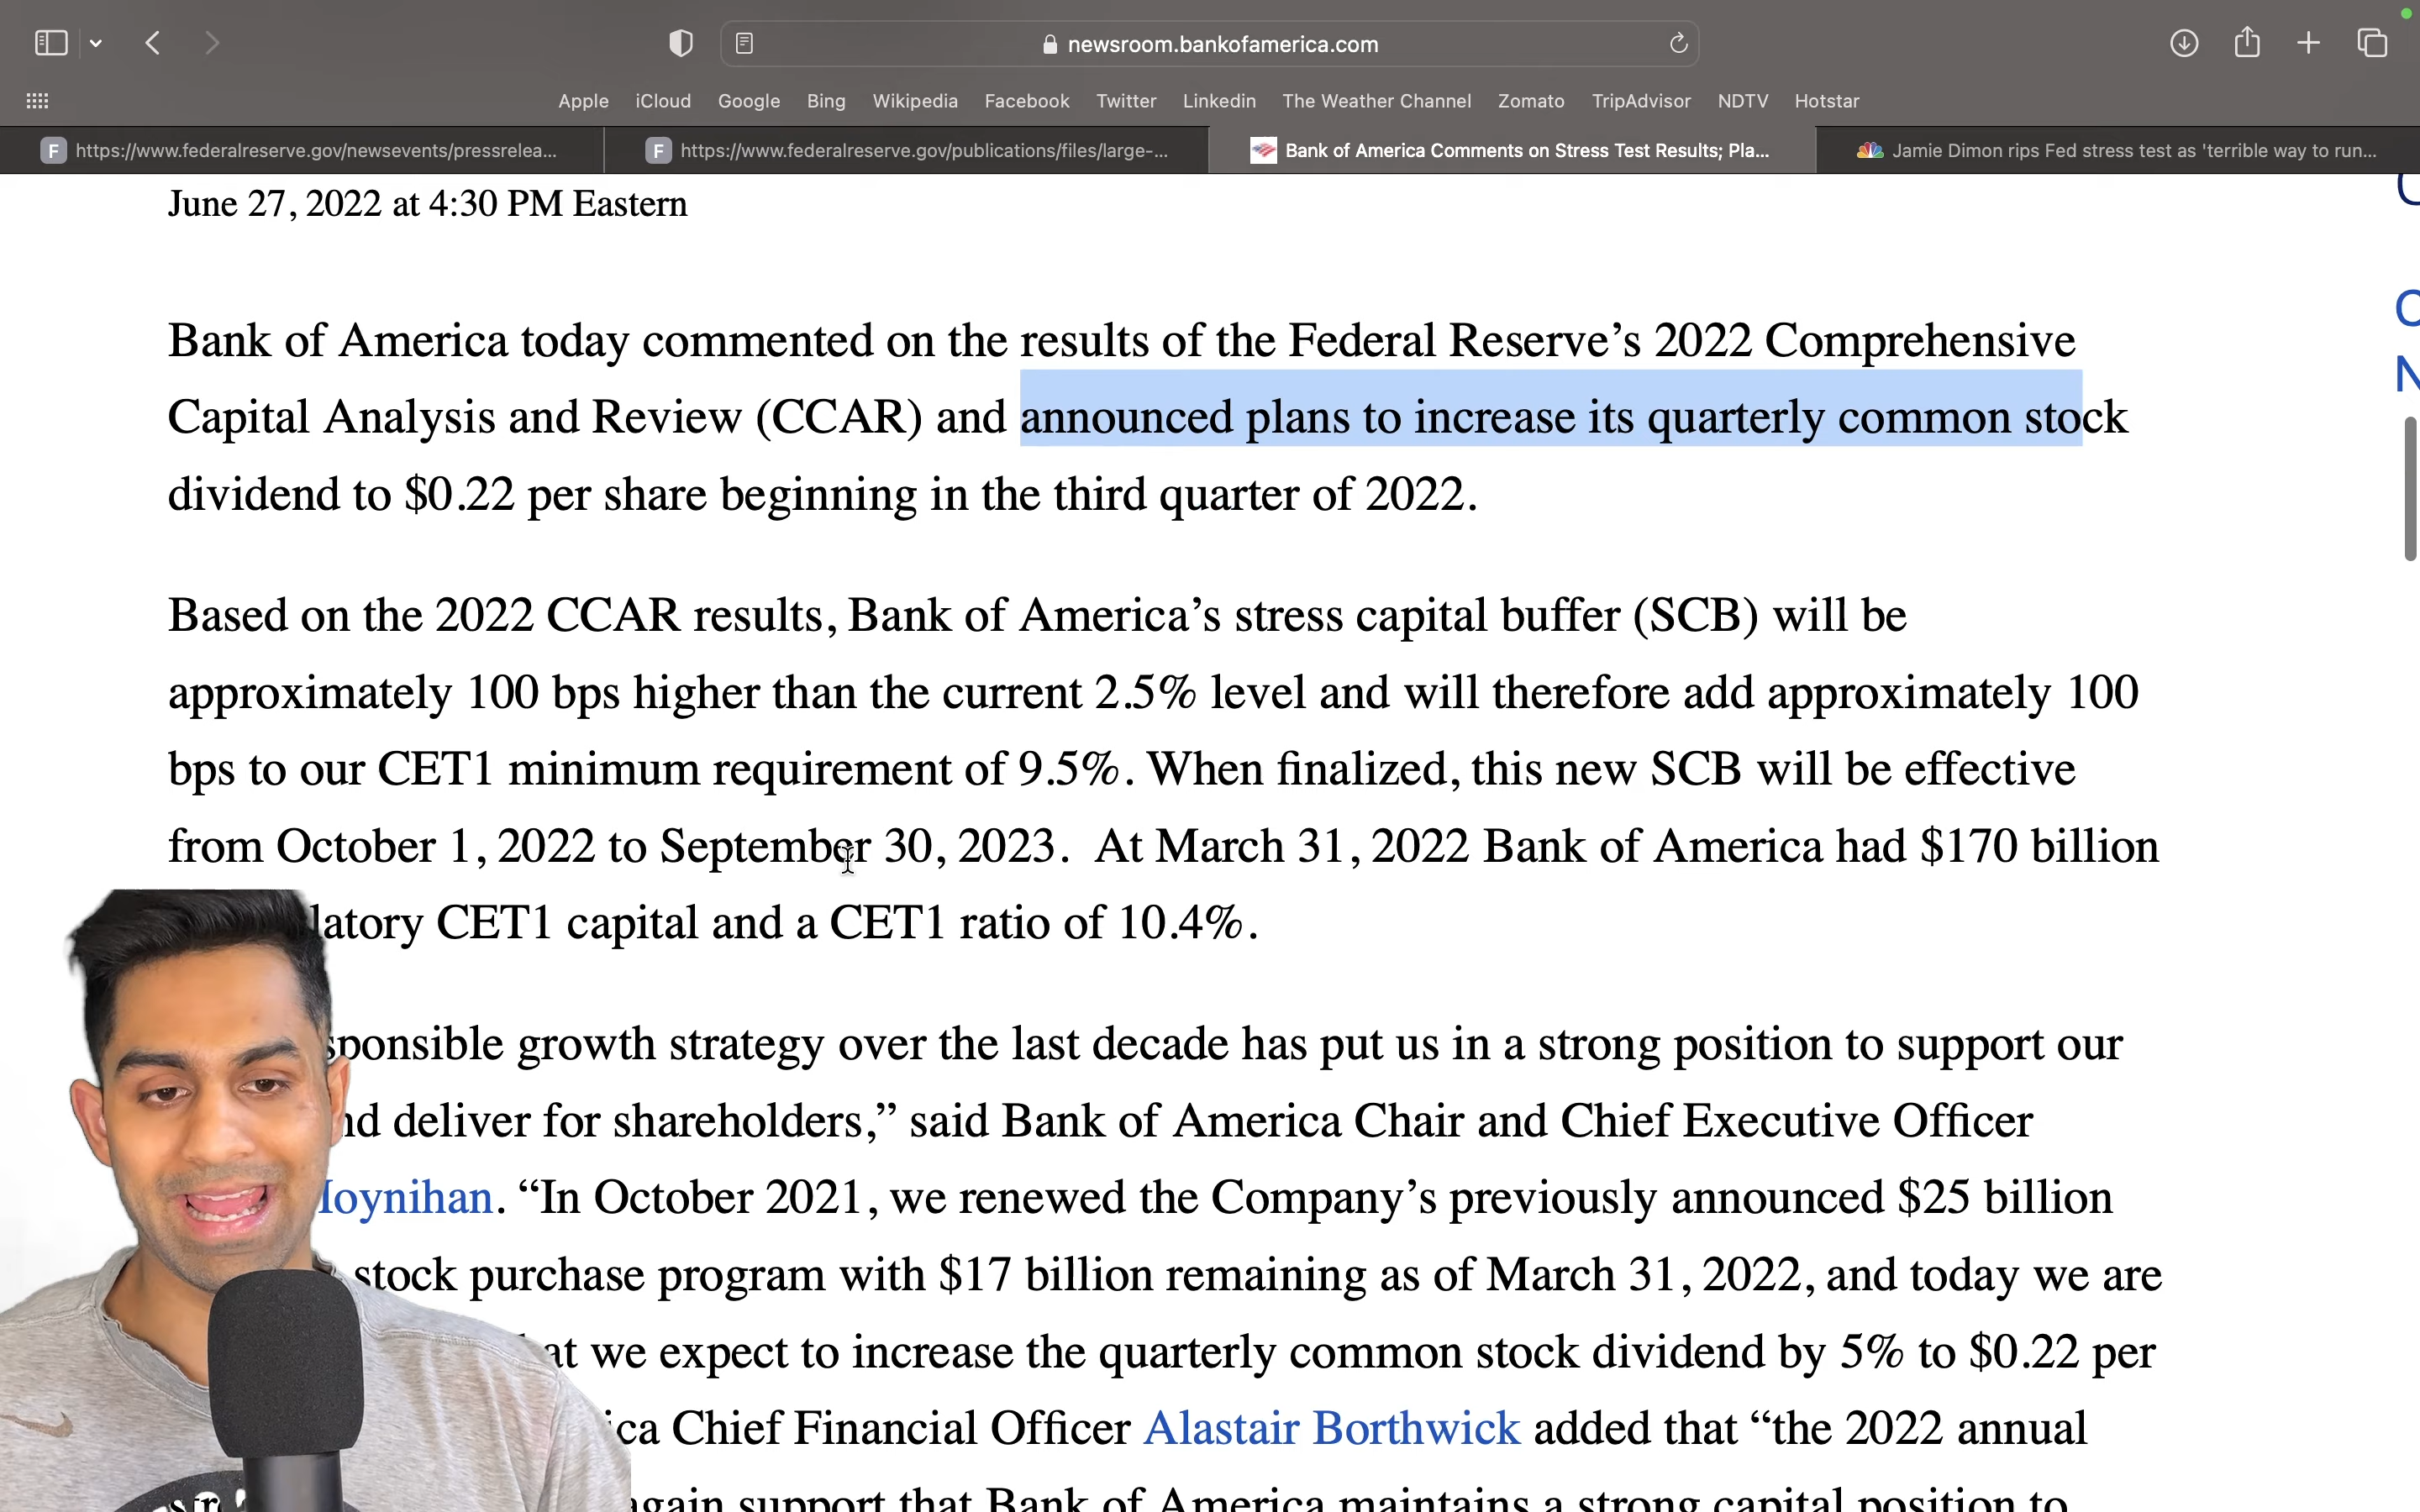 newsroom.bankofamerica.com
Apple iCloud Google Bing Wikipedia Facebook Twitter Linkedin The Weather Channel Zomato TripAdvisor NDTV Hotstar
F https://www.federalreserve.gov/newsevents/pressrelea... F https://www.federalreserve.gov/publications/files/large-... Bank of America Comments on Stress Test Results; Pla... Jamie Dimon rips Fed stress test as 'terrible way to run...
June 27, 2022 at 4:30 PM Eastern
Bank of America today commented on the results of the Federal Reserve’s 2022 Comprehensive
Capital Analysis and Review (CCAR) and announced plans to increase its quarterly common stock
dividend to $0.22 per share beginning in the third quarter of 2022.
Based on the 2022 CCAR results, Bank of America’s stress capital buffer (SCB) will be
approximately 100 bps higher than the current 2.5% level and will therefore add approximately 100
bps to our CET1 minimum requirement of 9.5%. When finalized, this new SCB will be effective
from October 1, 2022 to September 30, 2023. At March 31, 2022 Bank of America had $170 billion
latory CET1 capital and a CET1 ratio of 10.4%.
sponsible growth strategy over the last decade has put us in a strong position to support our
nd deliver for shareholders,” said Bank of America Chair and Chief Executive Officer
oynihan. “In October 2021, we renewed the Company’s previously announced $25 billion
stock purchase program with $17 billion remaining as of March 31, 2022, and today we are
at we expect to increase the quarterly common stock dividend by 5% to $0.22 per
ica Chief Financial Officer Alastair Borthwick added that “the 2022 annual
again support that Bank of America maintains a strong capital position to